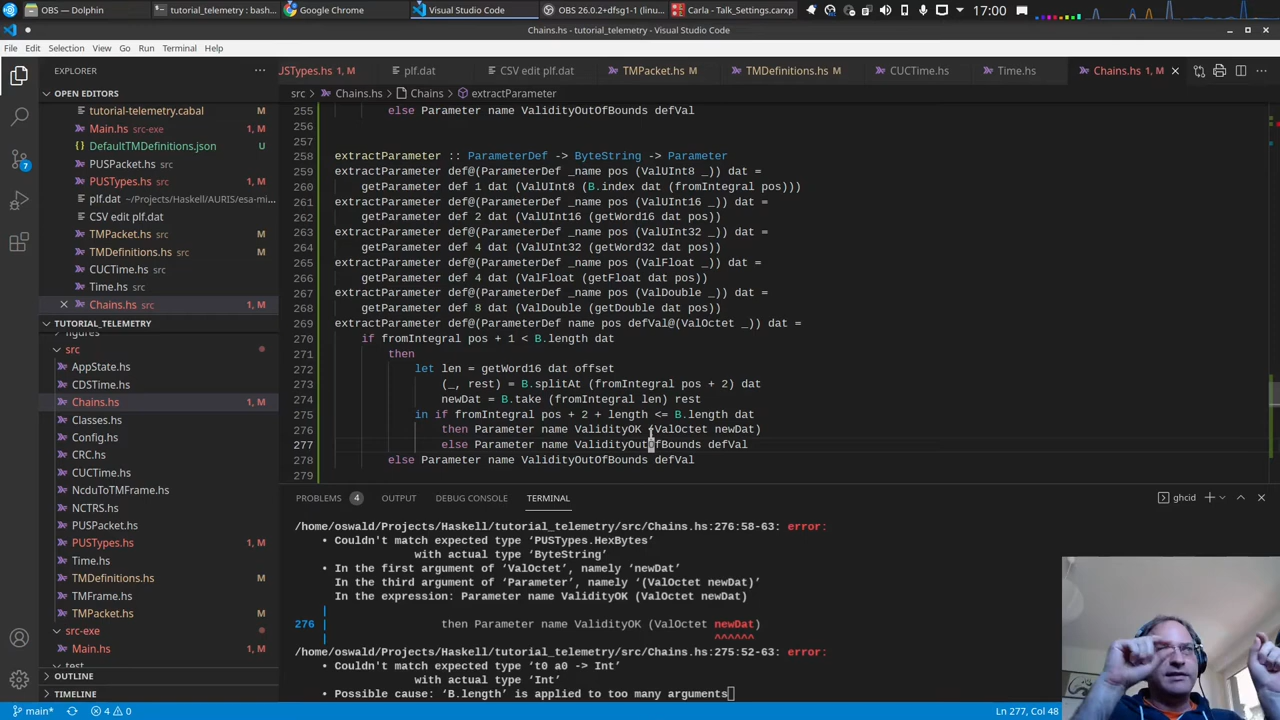 OBS — Dolphin
tutorial_telemetry : bash...
Google Chrome
Visual Studio Code
OBS 26.0.2+dfsg1-1 (linu...
Carla - Talk_Settings.carxp
17:00
Chains.hs - tutorial_telemetry - Visual Studio Code
File Edit Selection View Go Run Terminal Help
EXPLORER
USTypes.hs 1, M
plf.dat
CSV edit plf.dat
TMPacket.hs M
TMDefinitions.hs M
CUCTime.hs
Time.hs
Chains.hs 1, M
src > Chains.hs > Chains > extractParameter
OPEN EDITORS
tutorial-telemetry.cabal M
Main.hs src-exe 1, M
DefaultTMDefinitions.json U
PUSPacket.hs src
PUSTypes.hs src 1, M
plf.dat ~/Projects/Haskell/AURIS/esa-mi...
CSV edit plf.dat
TMPacket.hs src M
TMDefinitions.hs src M
CUCTime.hs src
Time.hs src
Chains.hs src 1, M
TUTORIAL_TELEMETRY
figures
src
AppState.hs
CDSTime.hs
Chains.hs 1, M
Classes.hs
Config.hs
CRC.hs
NcduToTMFrame.hs
NCTRS.hs
PUSPacket.hs
PUSTypes.hs 1, M
Time.hs
TMDefinitions.hs M
TMFrame.hs
TMPacket.hs M
src-exe
Main.hs 1, M
test
OUTLINE
TIMELINE
7
255 else Parameter name ValidityOutOfBounds defVal
256
257
258 extractParameter :: ParameterDef -> ByteString -> Parameter
259 extractParameter def@(ParameterDef _name pos (ValUInt8 _)) dat =
260 getParameter def 1 dat (ValUInt8 (B.index dat (fromIntegral pos)))
261 extractParameter def@(ParameterDef _name pos (ValUInt16 _)) dat =
262 getParameter def 2 dat (ValUInt16 (getWord16 dat pos))
263 extractParameter def@(ParameterDef _name pos (ValUInt32 _)) dat =
264 getParameter def 4 dat (ValUInt32 (getWord32 dat pos))
265 extractParameter def@(ParameterDef _name pos (ValFloat _)) dat =
266 getParameter def 4 dat (ValFloat (getFloat dat pos))
267 extractParameter def@(ParameterDef _name pos (ValDouble _)) dat =
268 getParameter def 8 dat (ValDouble (getDouble dat pos))
269 extractParameter def@(ParameterDef name pos defVal@(ValOctet _)) dat =
270 if fromIntegral pos + 1 < B.length dat
271 then
272 let len = getWord16 dat offset
273 (_, rest) = B.splitAt (fromIntegral pos + 2) dat
274 newDat = B.take (fromIntegral len) rest
275 in if fromIntegral pos + 2 + length <= B.length dat
276 then Parameter name ValidityOK (ValOctet newDat)
277 else Parameter name ValidityOutOfBounds defVal
278 else Parameter name ValidityOutOfBounds defVal
279
PROBLEMS 4 OUTPUT DEBUG CONSOLE TERMINAL
ghcid
/home/oswald/Projects/Haskell/tutorial_telemetry/src/Chains.hs:276:58-63: error:
• Couldn't match expected type ‘PUSTypes.HexBytes’
with actual type ‘ByteString’
• In the first argument of ‘ValOctet’, namely ‘newDat’
In the third argument of ‘Parameter’, namely ‘(ValOctet newDat)’
In the expression: Parameter name ValidityOK (ValOctet newDat)
|
276 | then Parameter name ValidityOK (ValOctet newDat)
| ^^^^^^
/home/oswald/Projects/Haskell/tutorial_telemetry/src/Chains.hs:275:52-63: error:
• Couldn't match expected type ‘t0 a0 -> Int’
with actual type ‘Int’
• Possible cause: ‘B.length’ is applied to too many arguments
main* 4 0
Ln 277, Col 48